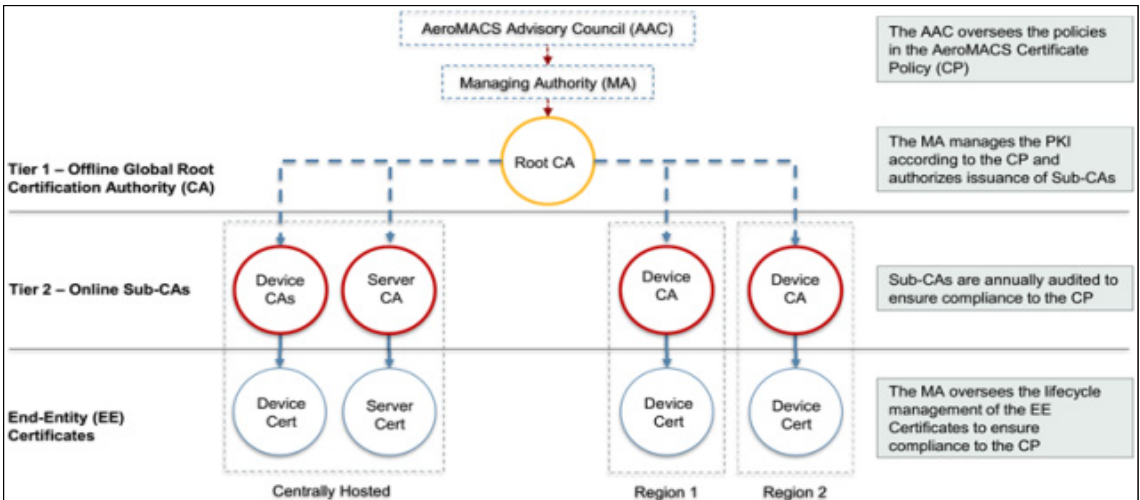 AeroMACS Advisory Council (AAC)
The AAC oversees the policies
in the AeroMACS Certificate
Policy (CP)
Managing Authority (MA)
Root CA
The MA manages the PKI
according to the CP and
authorizes issuance of Sub-CAs
Tier 1 – Offline Global Root
Certification Authority (CA)
Device
CAs
Server
CA
Device
CA
Device
CA
Tier 2 – Online Sub-CAs
Sub-CAs are annually audited to
ensure compliance to the CP
Device
Cert
Server
Cert
Device
Cert
Device
Cert
End-Entity (EE)
Certificates
The MA oversees the lifecycle
management of the EE
Certificates to ensure
compliance to the CP
Centrally Hosted
Region 1
Region 2